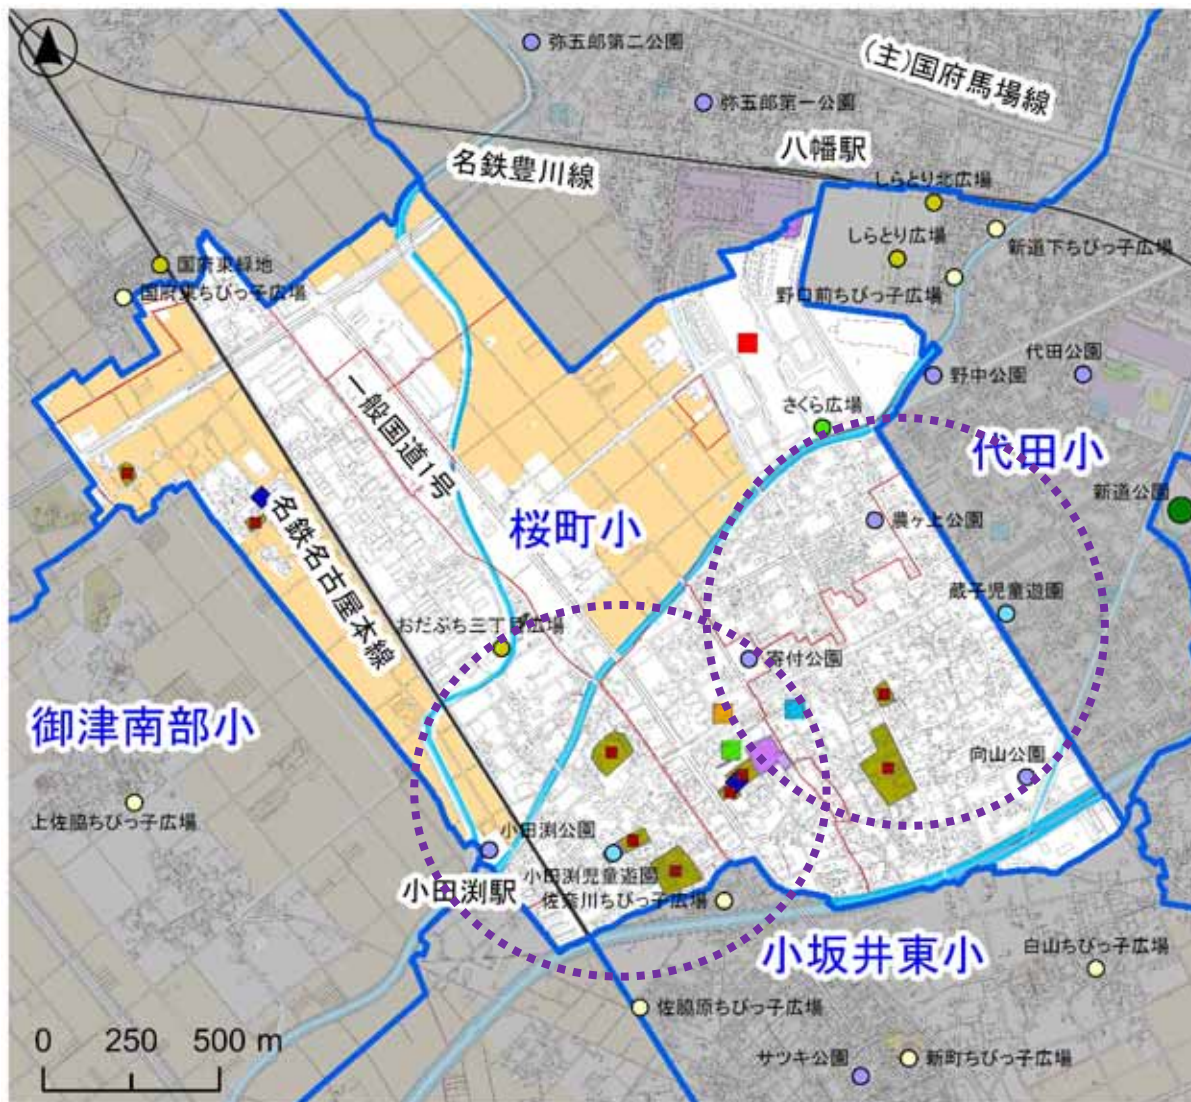 弥五郎第二公園
(主)国府馬場線
弥五郎第一公園
八幡駅
名鉄豊川線
しらとり北広場
しらとり広場
新道下ちびっ子広場
国府東緑地
野口前ちびっ子広場
国府東ちびっ子広場
代田公園
野中公園
一般国道1号
さくら広場
代田小
新道公園
桜町小
農ヶ上公園
名鉄名古屋本線
蔵子児童遊園
おだぶち三丁目広場
寄付公園
御津南部小
向山公園
上佐脇ちびっ子広場
小田渕公園
小田渕児童遊園
小田渕駅
佐奈川ちびっ子広場
小坂井東小
白山ちびっ子広場
佐脇原ちびっ子広場
0 250 500 m
サツキ公園
新町ちびっ子広場